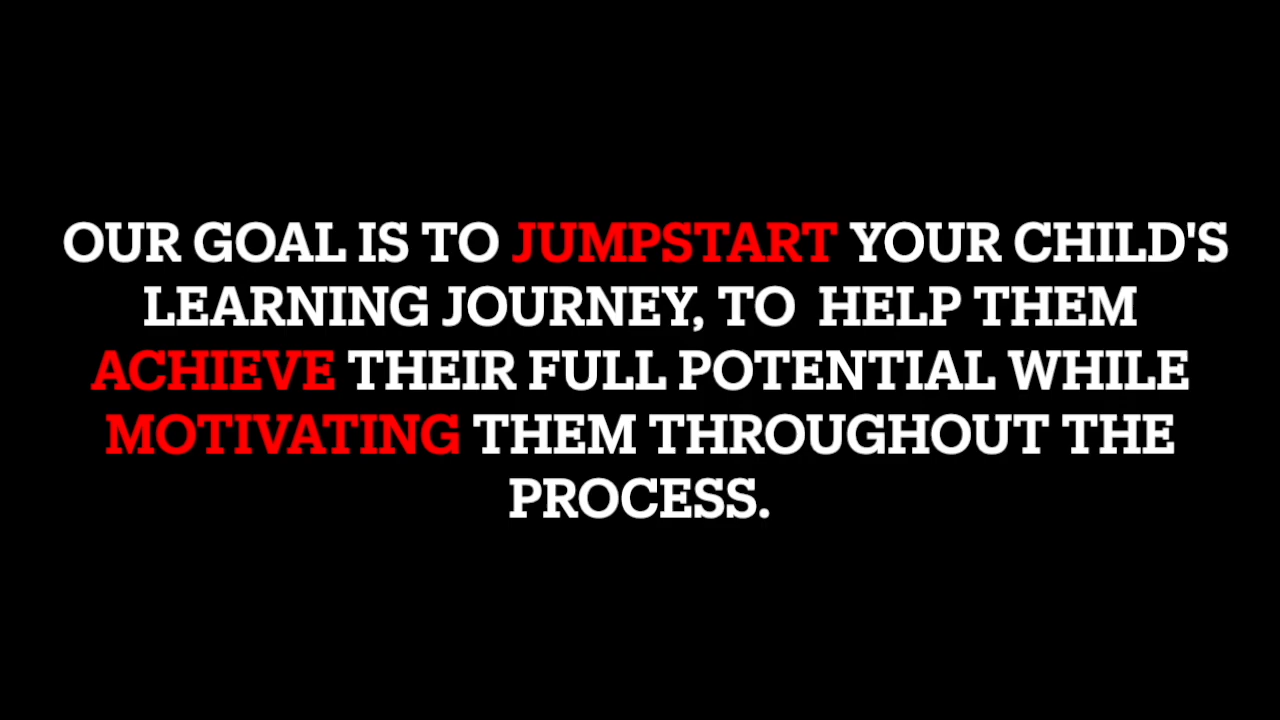 OUR GOAL IS TO JUMPSTART YOUR CHILD'S
LEARNING JOURNEY, TO  HELP THEM
ACHIEVE THEIR FULL POTENTIAL WHILE
MOTIVATING THEM THROUGHOUT THE
PROCESS.